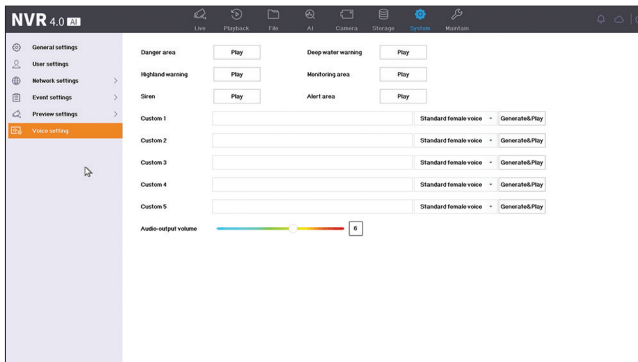 NVR 4.0 AI
Live Playback File AI Camera Storage System Maintain
General settings
User settings
Network settings
Event settings
Preview settings
Voice setting
Danger area Play Deep water warning Play
Highland warning Play Monitoring area Play
Siren Play Alert area Play
Custom 1 Standard female voice Generate&Play
Custom 2 Standard female voice Generate&Play
Custom 3 Standard female voice Generate&Play
Custom 4 Standard female voice Generate&Play
Custom 5 Standard female voice Generate&Play
Audio-output volume 6